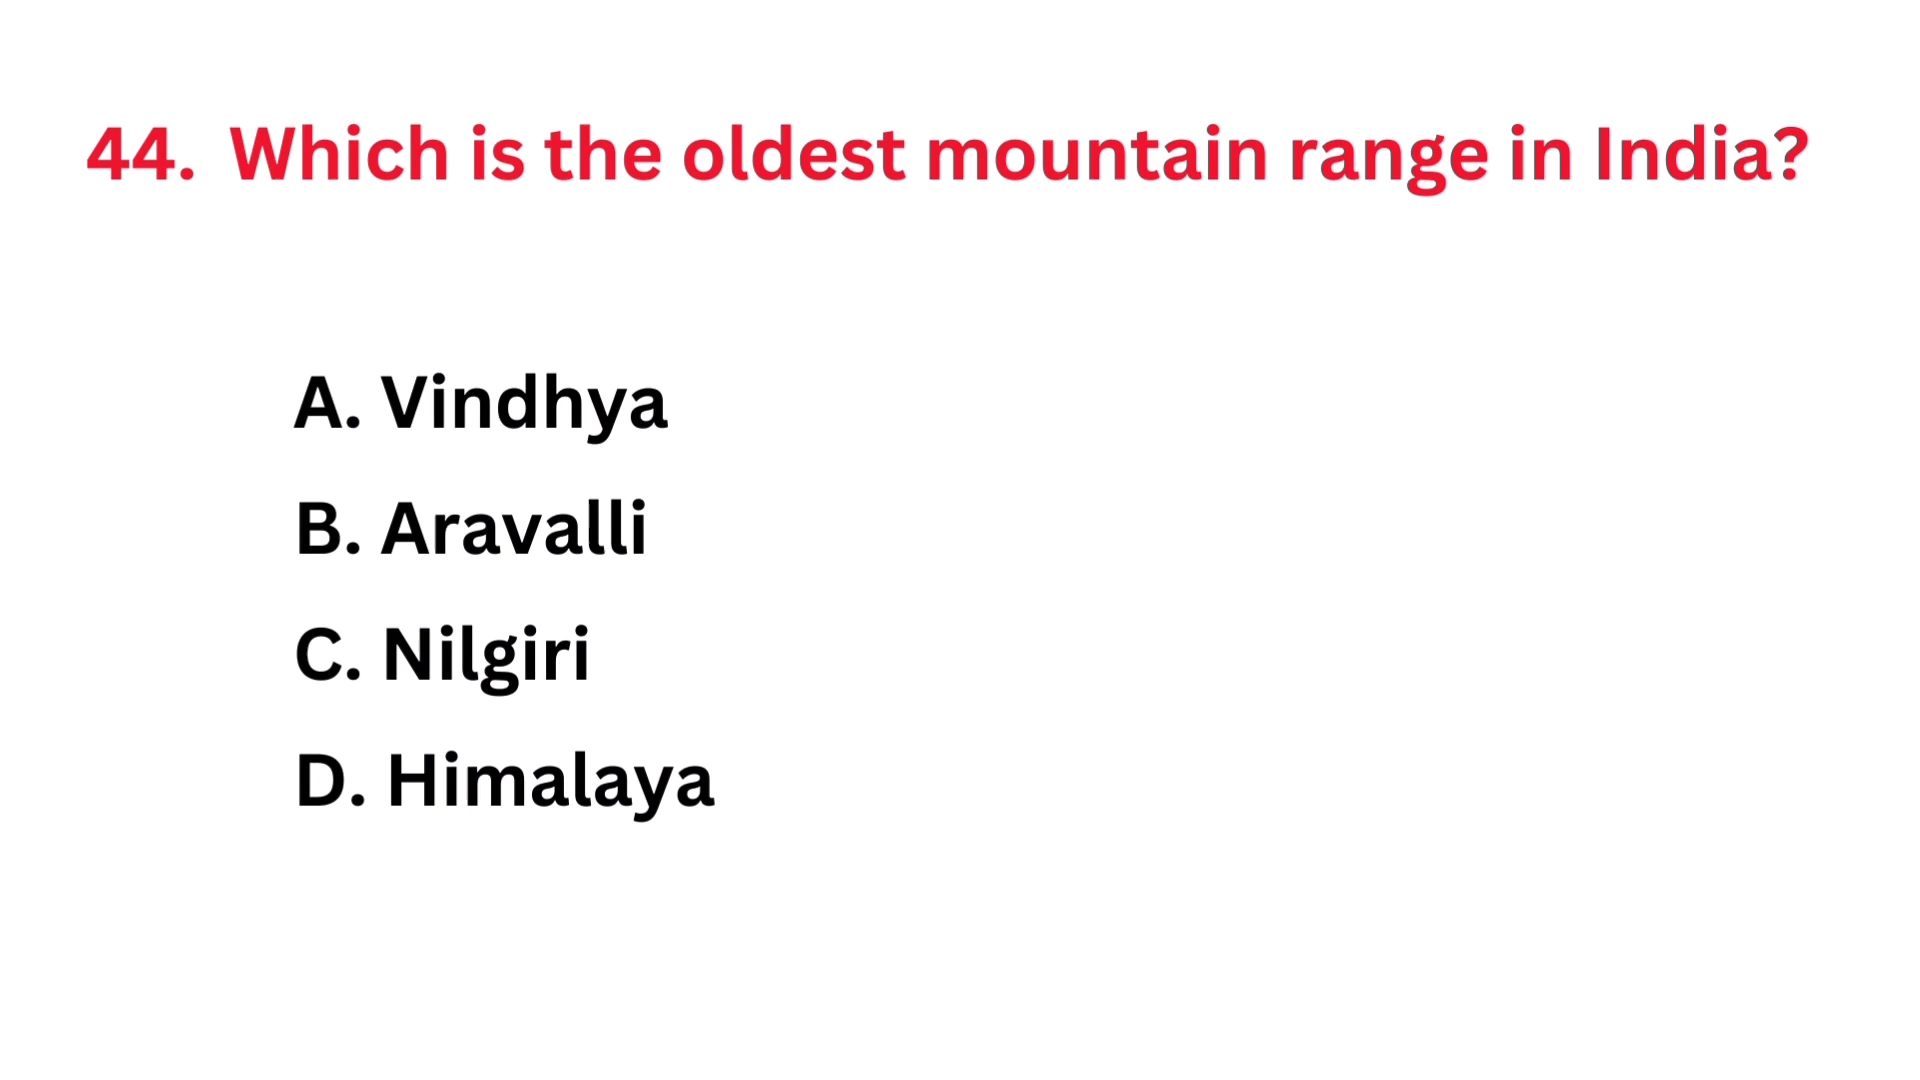 44. Which is the oldest mountain range in India?
A. Vindhya
B. Aravalli
C. Nilgiri
D. Himalaya